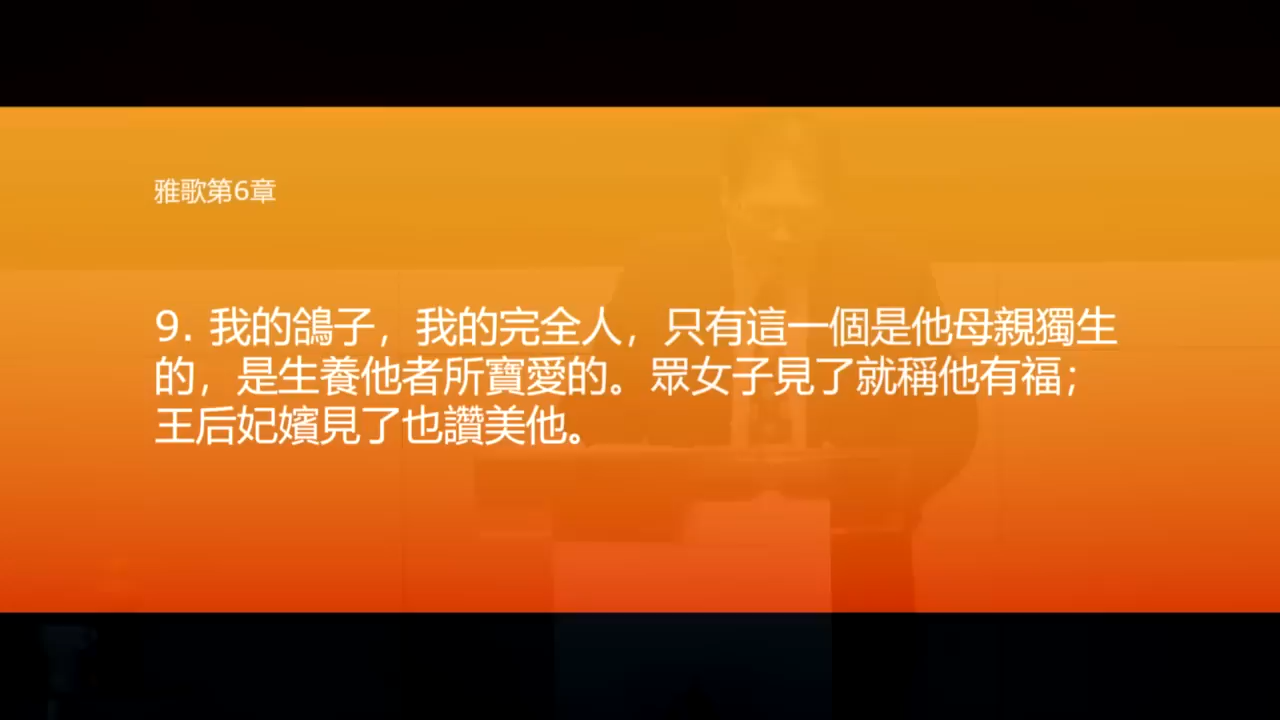 雅歌第6章
9. 我的鴿子，我的完全人，只有這一個是他母親獨生
的，是生養他者所寶愛的。眾女子見了就稱他有福；
王后妃嬪見了也讚美他。